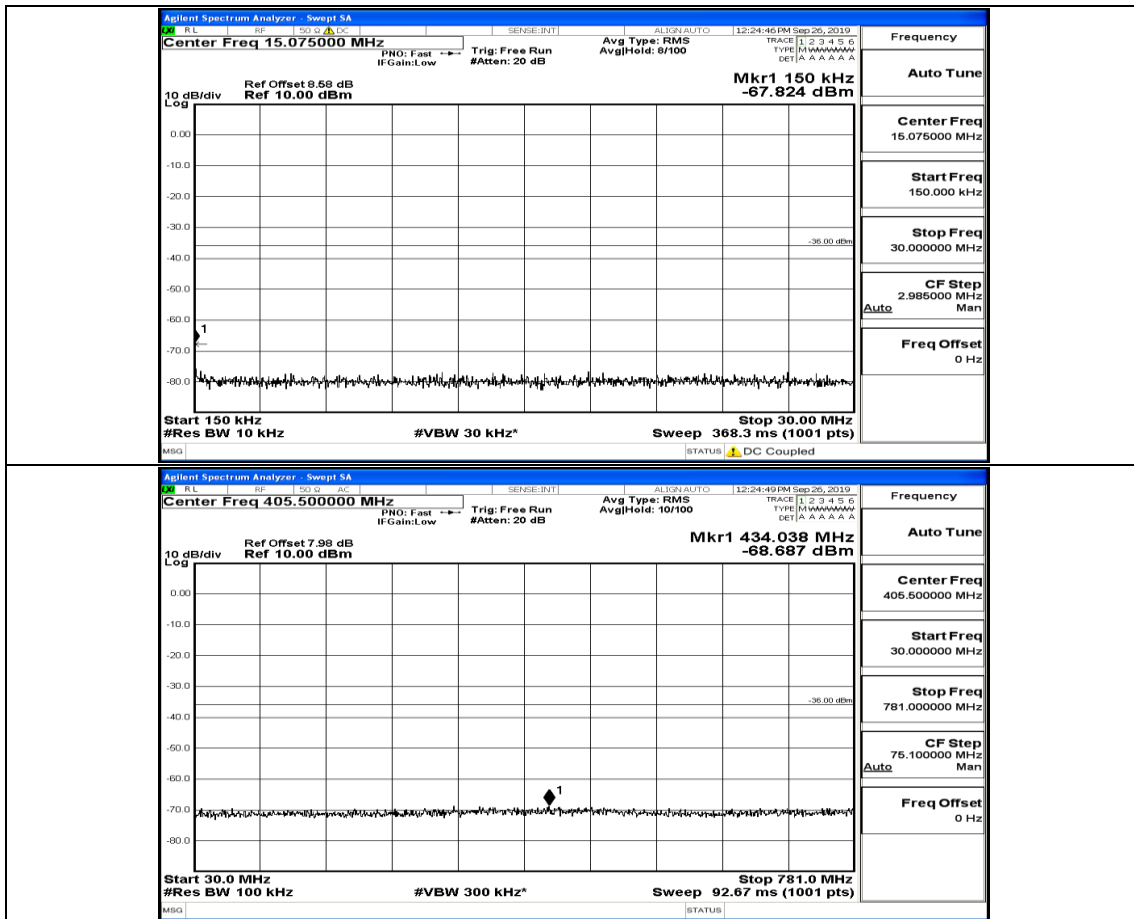 Agilent Spectrum Analyzer - Swept SA
LXI RL RF 50 Ω DC SENSE:INT ALIGN AUTO 12:24:46 PM Sep 26, 2019
Center Freq 15.075000 MHz
PNO: Fast
IFGain:Low
Trig: Free Run
#Atten: 20 dB
Avg Type: RMS
Avg|Hold: 8/100
TRACE 1 2 3 4 5 6
TYPE M WWWWW
DET A A A A A A
Frequency
Auto Tune
Mkr1 150 kHz
-67.824 dBm
Ref Offset 8.58 dB
10 dB/div Ref 10.00 dBm
Log
0.00
-10.0
-20.0
-30.0
-36.00 dBm
-40.0
-50.0
-60.0
1
-70.0
-80.0
Center Freq
15.075000 MHz
Start Freq
150.000 kHz
Stop Freq
30.000000 MHz
CF Step
2.985000 MHz
Auto Man
Freq Offset
0 Hz
Start 150 kHz Stop 30.00 MHz
#Res BW 10 kHz #VBW 30 kHz* Sweep 368.3 ms (1001 pts)
MSG STATUS DC Coupled
Agilent Spectrum Analyzer - Swept SA
LXI RL RF 50 Ω AC SENSE:INT ALIGN AUTO 12:24:49 PM Sep 26, 2019
Center Freq 405.500000 MHz
PNO: Fast
IFGain:Low
Trig: Free Run
#Atten: 20 dB
Avg Type: RMS
Avg|Hold: 10/100
TRACE 1 2 3 4 5 6
TYPE M WWWWW
DET A A A A A A
Frequency
Auto Tune
Mkr1 434.038 MHz
-68.687 dBm
Ref Offset 7.98 dB
10 dB/div Ref 10.00 dBm
Log
0.00
-10.0
-20.0
-30.0
-36.00 dBm
-40.0
-50.0
-60.0
1
-70.0
-80.0
Center Freq
405.500000 MHz
Start Freq
30.000000 MHz
Stop Freq
781.000000 MHz
CF Step
75.100000 MHz
Auto Man
Freq Offset
0 Hz
Start 30.0 MHz Stop 781.0 MHz
#Res BW 100 kHz #VBW 300 kHz* Sweep 92.67 ms (1001 pts)
MSG STATUS